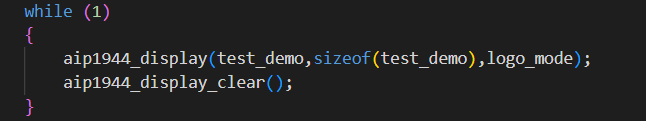 while (1)
{
    aip1944_display(test_demo,sizeof(test_demo),logo_mode);
    aip1944_display_clear();
}